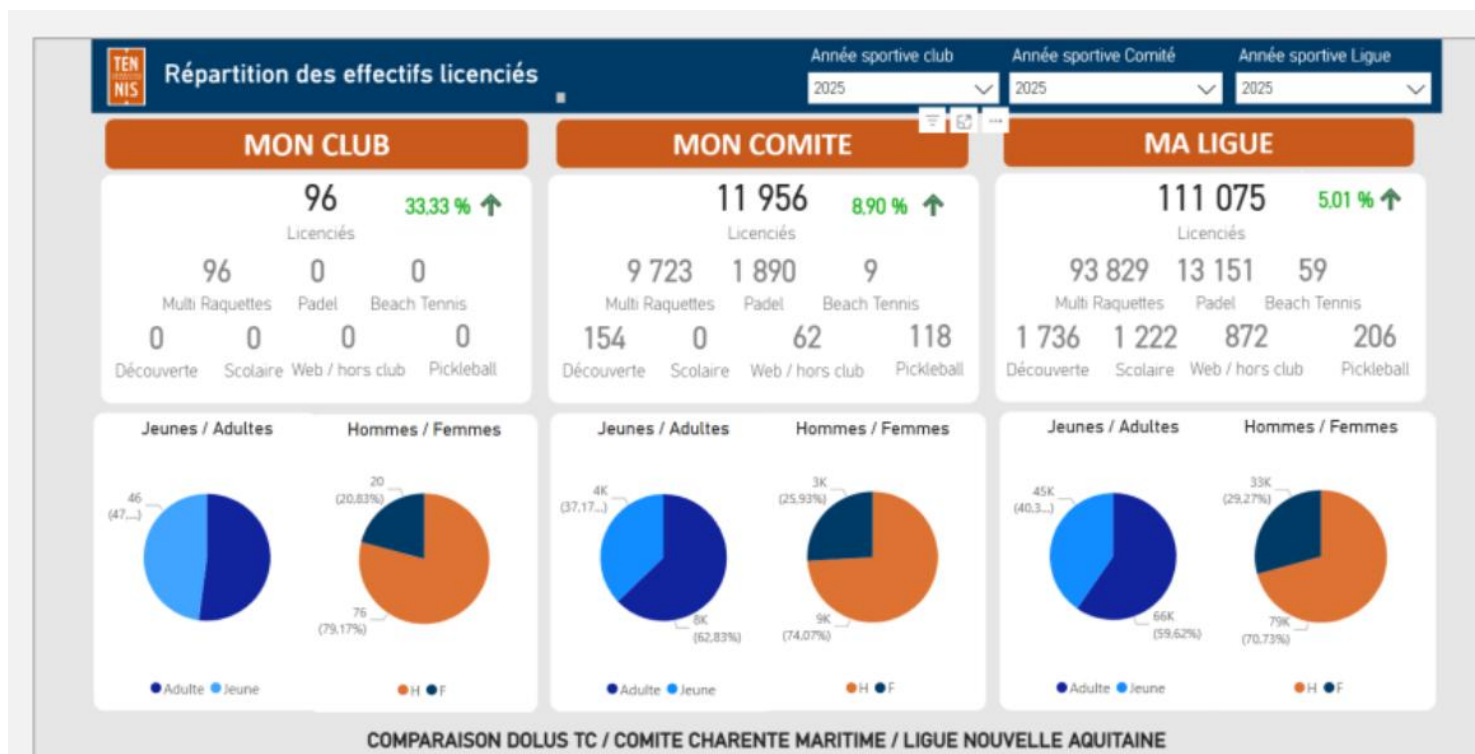 TEN
NIS
Répartition des effectifs licenciés
Année sportive club
2025
Année sportive Comité
2025
Année sportive Ligue
2025
MON CLUB
96
33,33 %
Licenciés
96 0 0
Multi Raquettes Padel Beach Tennis
0 0 0 0
Découverte Scolaire Web / hors club Pickleball
Jeunes / Adultes
46
(47,...)
Adulte Jeune
Hommes / Femmes
20
(20,83%)
76
(79,17%)
H F
MON COMITE
11 956
8,90 %
Licenciés
9 723 1 890 9
Multi Raquettes Padel Beach Tennis
154 0 62 118
Découverte Scolaire Web / hors club Pickleball
Jeunes / Adultes
4K
(37,17...)
8K
(62,83%)
Adulte Jeune
Hommes / Femmes
3K
(25,93%)
9K
(74,07%)
H F
MA LIGUE
111 075
5,01 %
Licenciés
93 829 13 151 59
Multi Raquettes Padel Beach Tennis
1 736 1 222 872 206
Découverte Scolaire Web / hors club Pickleball
Jeunes / Adultes
45K
(40,3...)
66K
(59,62%)
Adulte Jeune
Hommes / Femmes
33K
(29,27%)
79K
(70,73%)
H F
COMPARAISON DOLUS TC / COMITE CHARENTE MARITIME / LIGUE NOUVELLE AQUITAINE